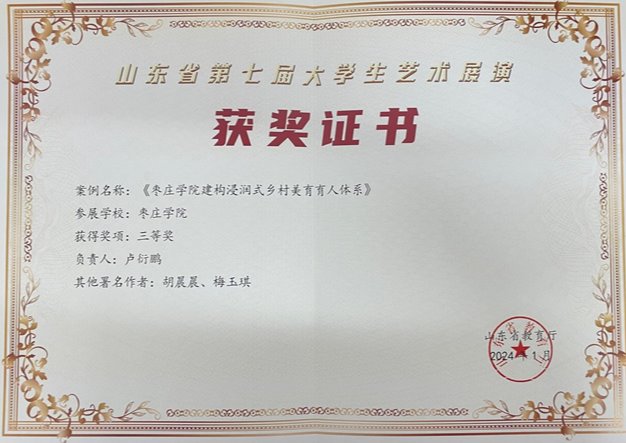 山东省第七届大学生艺术展演
获奖证书
案例名称：《枣庄学院建构浸润式乡村美育育人体系》
参展学校：枣庄学院
获得奖项：三等奖
负责人：卢衍鹏
其他署名作者：胡晨晨、梅玉琪
山东省教育厅
2024年1月